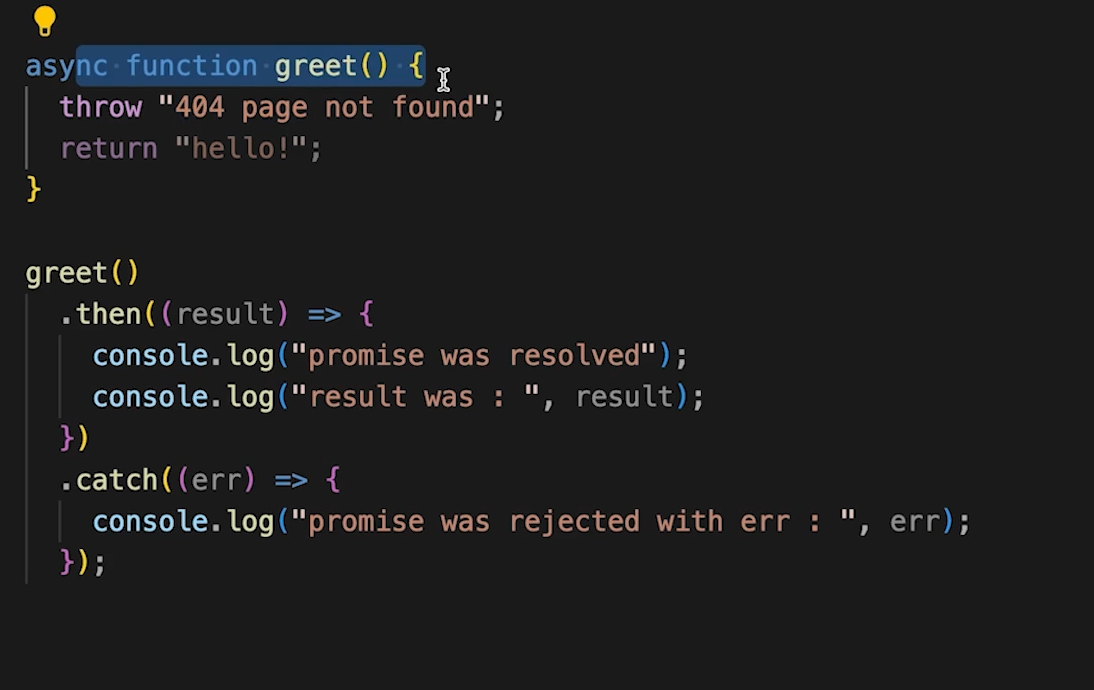 async function greet() {
  throw "404 page not found";
  return "hello!";
}
greet()
  .then((result) => {
    console.log("promise was resolved");
    console.log("result was : ", result);
  })
  .catch((err) => {
    console.log("promise was rejected with err : ", err);
  });